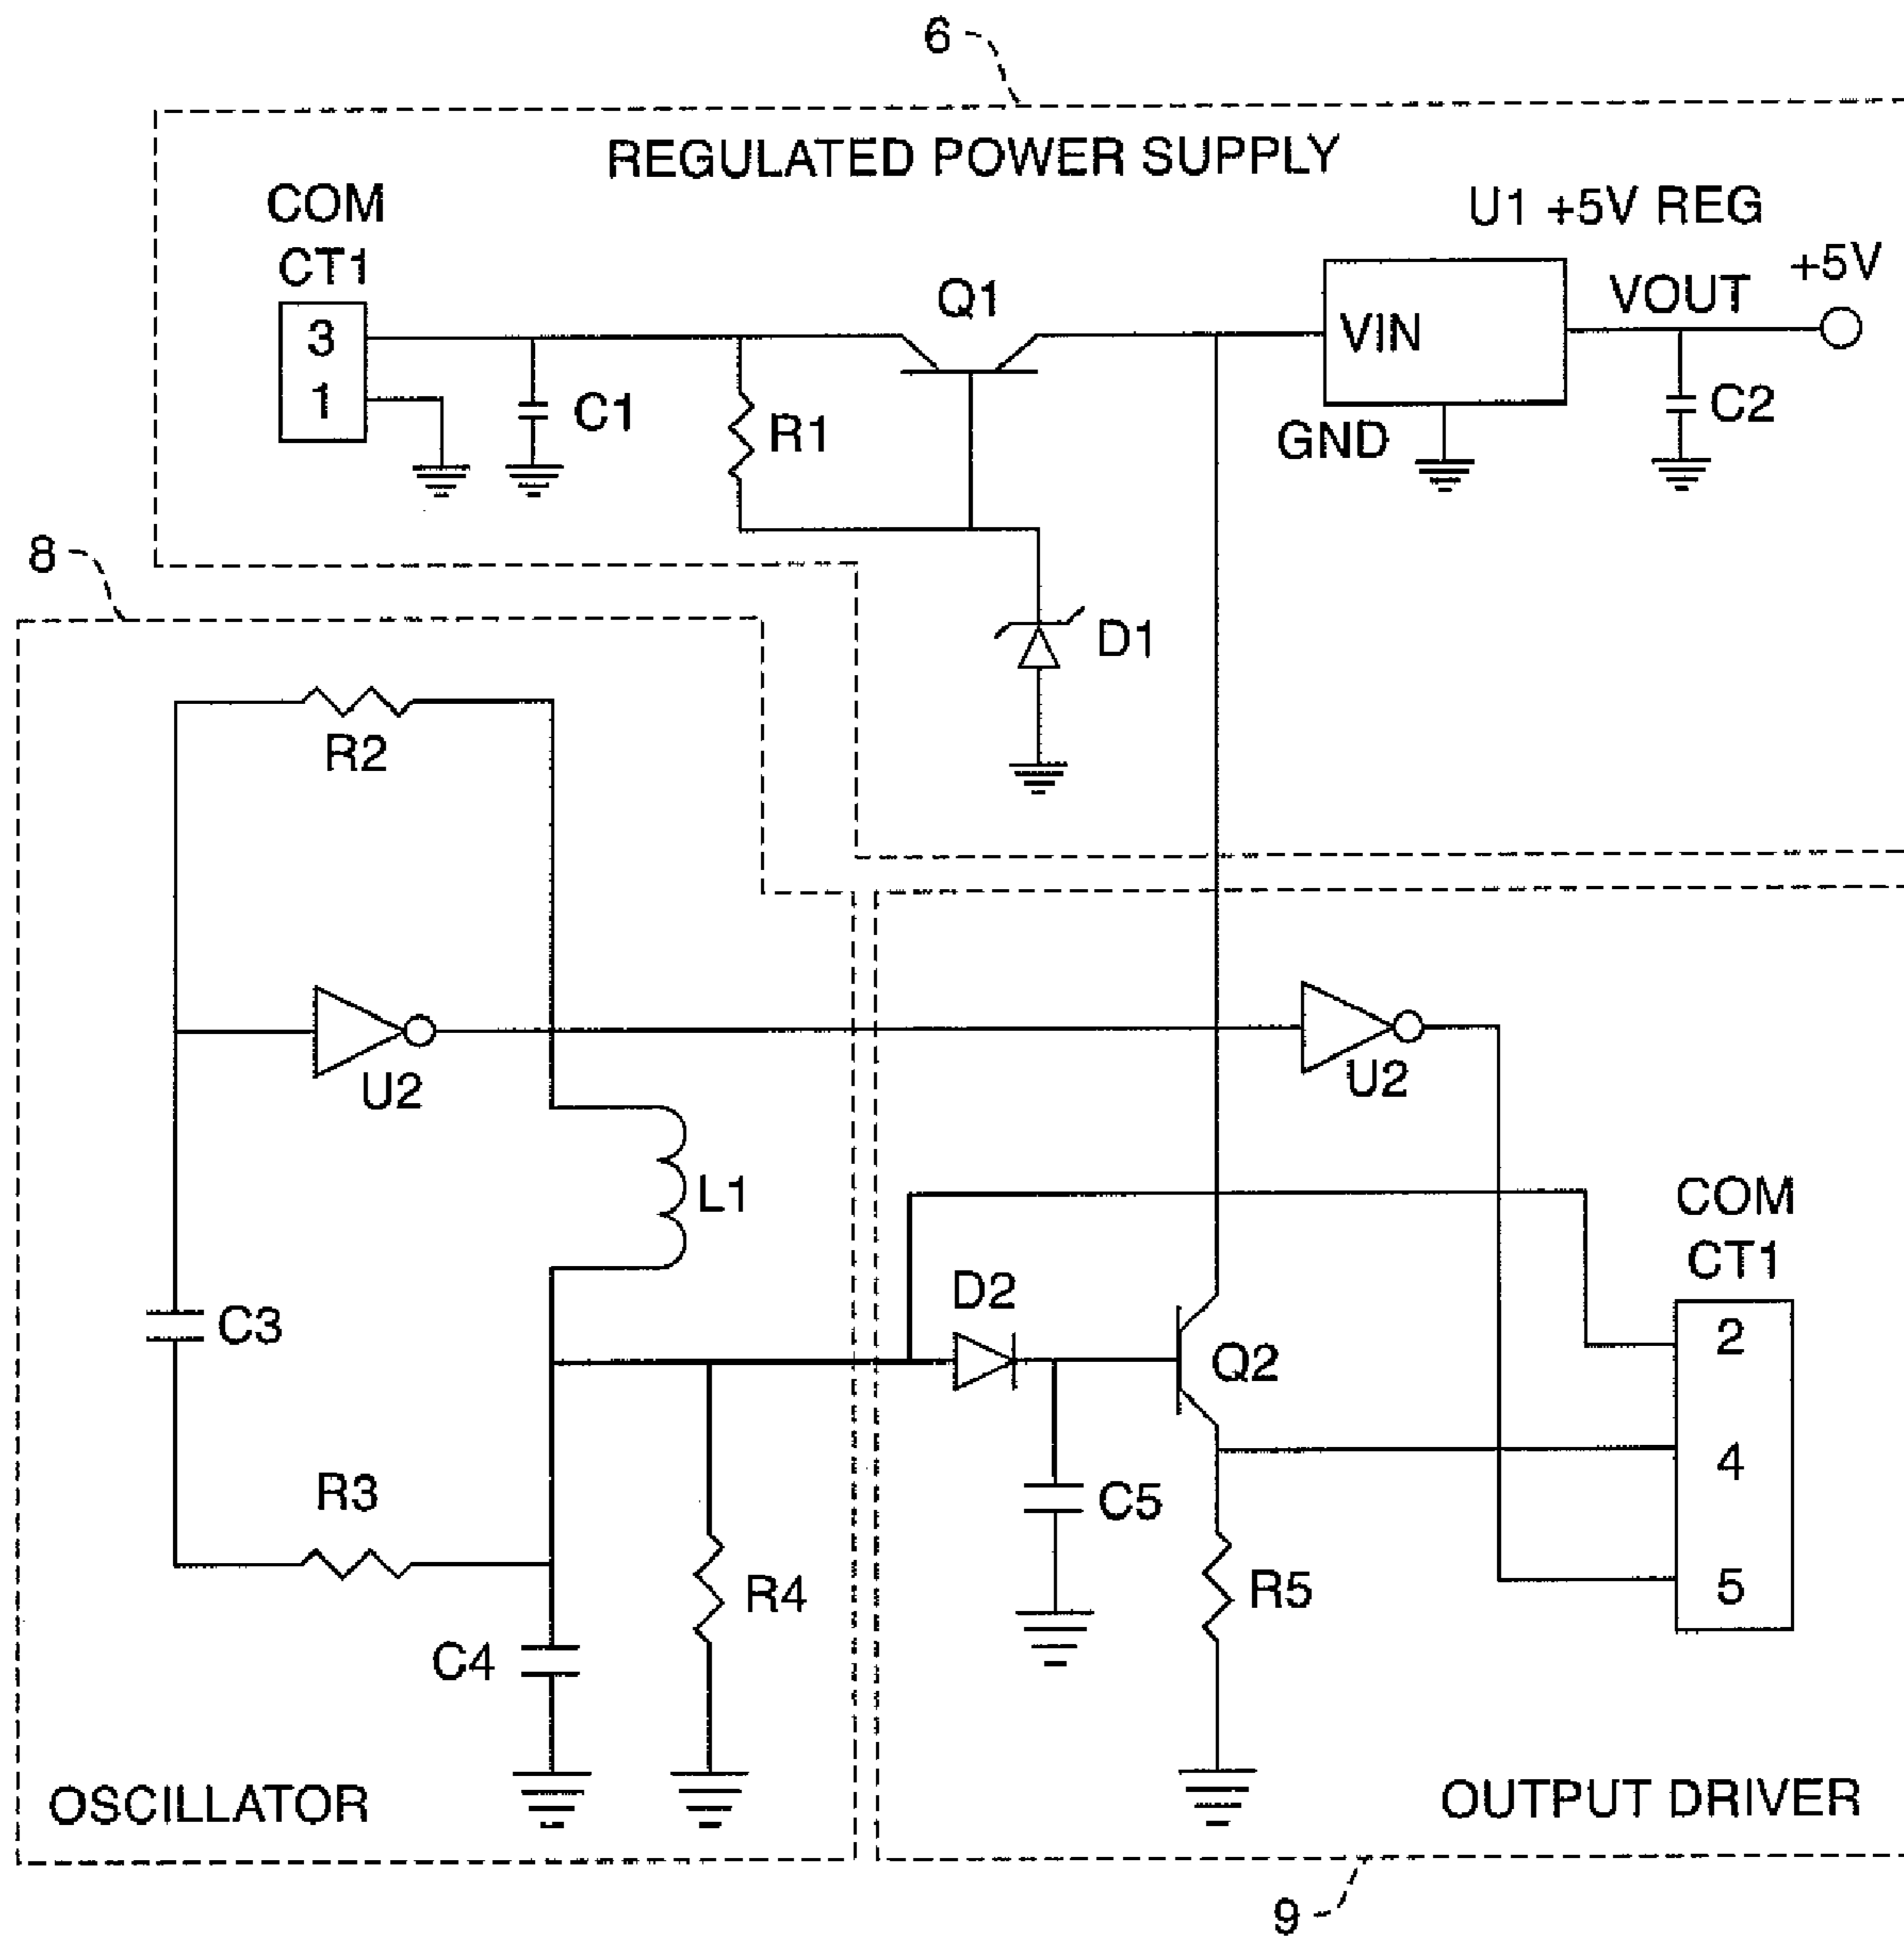 6
REGULATED POWER SUPPLY
COM
CT1
3
1
C1
R1
Q1
U1 +5V REG
VIN
GND
VOUT
+5V
C2
D1
8
R2
U2
L1
C3
R3
C4
R4
OSCILLATOR
U2
D2
Q2
C5
R5
COM
CT1
2
4
5
OUTPUT DRIVER
9